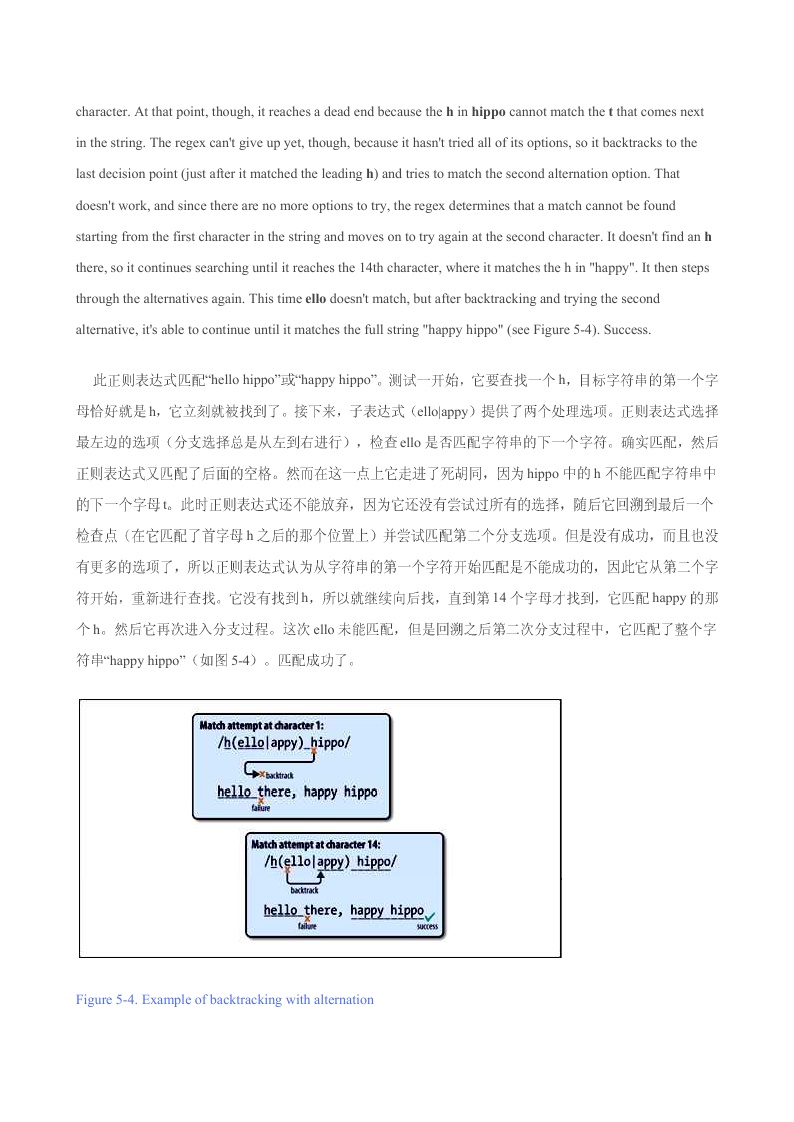 character. At that point, though, it reaches a dead end because the h in hippo cannot match the t that comes next
in the string. The regex can't give up yet, though, because it hasn't tried all of its options, so it backtracks to the
last decision point (just after it matched the leading h) and tries to match the second alternation option. That
doesn't work, and since there are no more options to try, the regex determines that a match cannot be found
starting from the first character in the string and moves on to try again at the second character. It doesn't find an h
there, so it continues searching until it reaches the 14th character, where it matches the h in "happy". It then steps
through the alternatives again. This time ello doesn't match, but after backtracking and trying the second
alternative, it's able to continue until it matches the full string "happy hippo" (see Figure 5-4). Success.
此正则表达式匹配“hello hippo”或“happy hippo”。测试一开始，它要查找一个 h，目标字符串的第一个字
母恰好就是 h，它立刻就被找到了。接下来，子表达式（ello|appy）提供了两个处理选项。正则表达式选择
最左边的选项（分支选择总是从左到右进行），检查 ello 是否匹配字符串的下一个字符。确实匹配，然后
正则表达式又匹配了后面的空格。然而在这一点上它走进了死胡同，因为 hippo 中的 h 不能匹配字符串中
的下一个字母 t。此时正则表达式还不能放弃，因为它还没有尝试过所有的选择，随后它回溯到最后一个
检查点（在它匹配了首字母 h 之后的那个位置上）并尝试匹配第二个分支选项。但是没有成功，而且也没
有更多的选项了，所以正则表达式认为从字符串的第一个字符开始匹配是不能成功的，因此它从第二个字
符开始，重新进行查找。它没有找到 h，所以就继续向后找，直到第 14 个字母才找到，它匹配 happy 的那
个 h。然后它再次进入分支过程。这次 ello 未能匹配，但是回溯之后第二次分支过程中，它匹配了整个字
符串“happy hippo”（如图 5-4）。匹配成功了。
Match attempt at character 1:
/h(ello|appy) hippo/
backtrack
hello there, happy hippo
failure
Match attempt at character 14:
/h(ello|appy) hippo/
backtrack
hello there, happy hippo
failure success
Figure 5-4. Example of backtracking with alternation